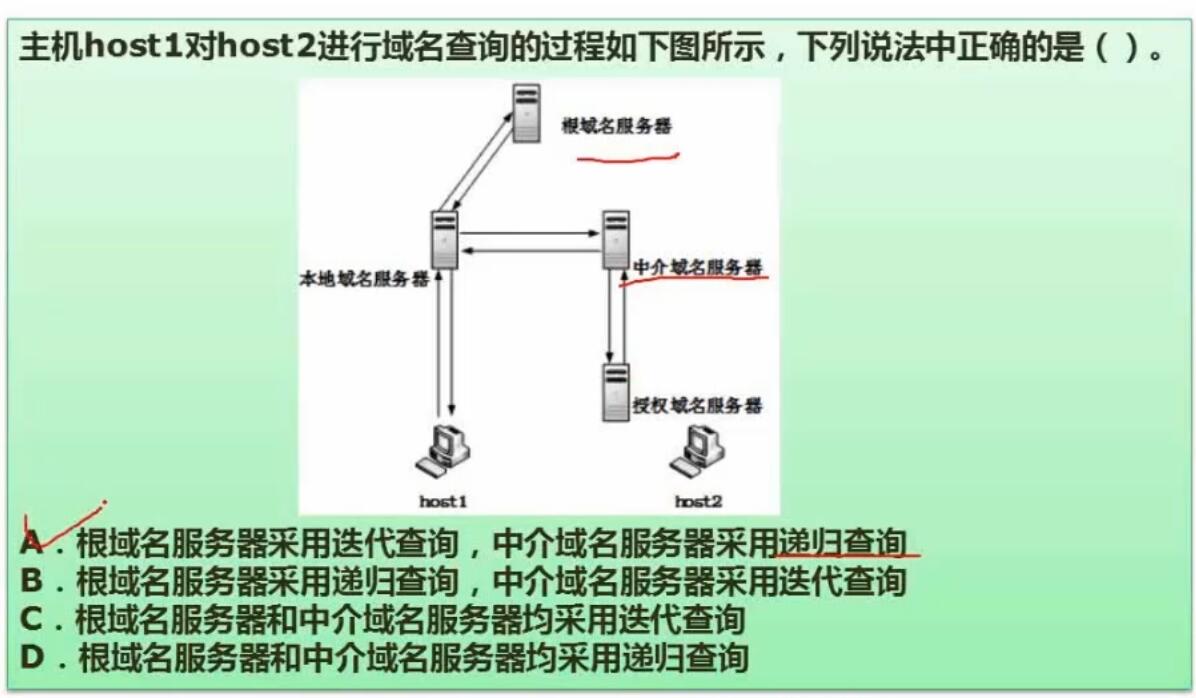 主机host1对host2进行域名查询的过程如下图所示，下列说法中正确的是（ ）。
根域名服务器
中介域名服务器
本地域名服务器
授权域名服务器
host1
host2
A．根域名服务器采用迭代查询，中介域名服务器采用递归查询
B．根域名服务器采用递归查询，中介域名服务器采用迭代查询
C．根域名服务器和中介域名服务器均采用迭代查询
D．根域名服务器和中介域名服务器均采用递归查询